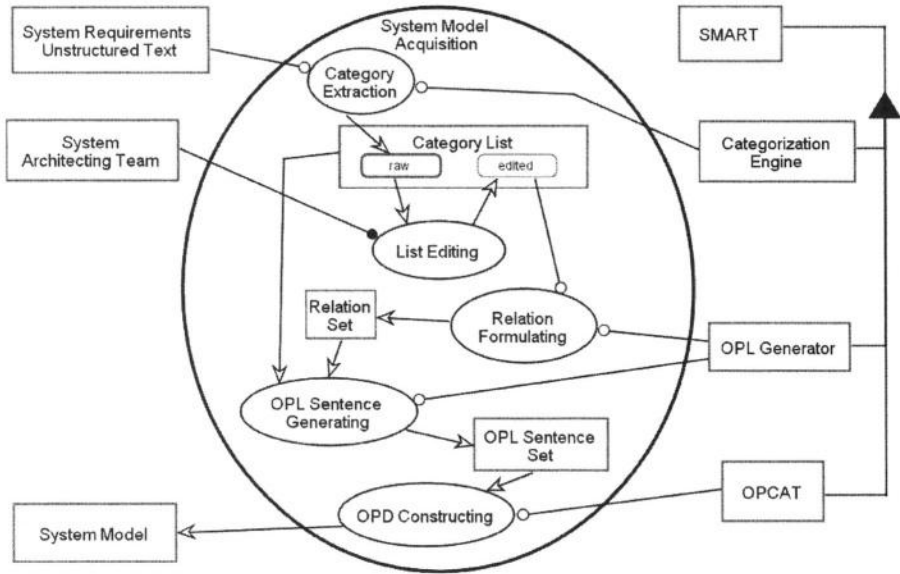 System Requirements
Unstructured Text
System Model
Acquisition
SMART
Category
Extraction
System
Architecting Team
Category List
raw
edited
Categorization
Engine
List Editing
Relation
Set
Relation
Formulating
OPL Generator
OPL Sentence
Generating
OPL Sentence
Set
OPCAT
System Model
OPD Constructing